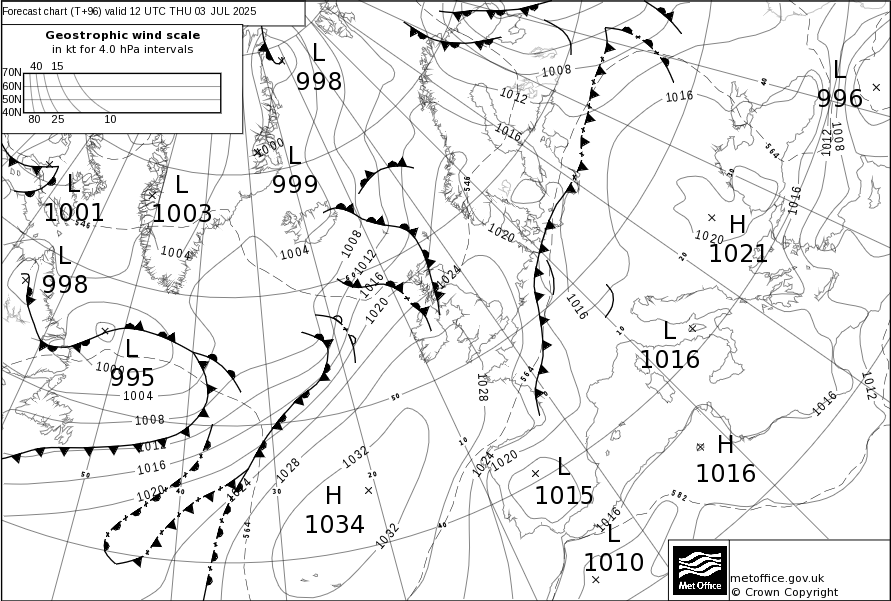 Forecast chart (T+96) valid 12 UTC THU 03 JUL 2025
Geostrophic wind scale
in kt for 4.0 hPa intervals
40 15
70N
60N
50N
40N
80 25 10
L
998
L
996
L
999
L
1001
L
1003
L
998
L
995
H
1021
L
1016
H
1016
L
1015
H
1034
L
1010
1008
1012
1016
1016
1012
1008
1016
1020
1000
546
1004
1004
1008
1012
1016
1020
1024
1020
546
564
20
40
1016
1000
1004
1008
1012
1016
1020
1024
1028
1032
1032
1028
1024
1020
1016
1016
1012
564
564
582
50
50
40
30
20
10
40
10
20
Met Office
metoffice.gov.uk
© Crown Copyright